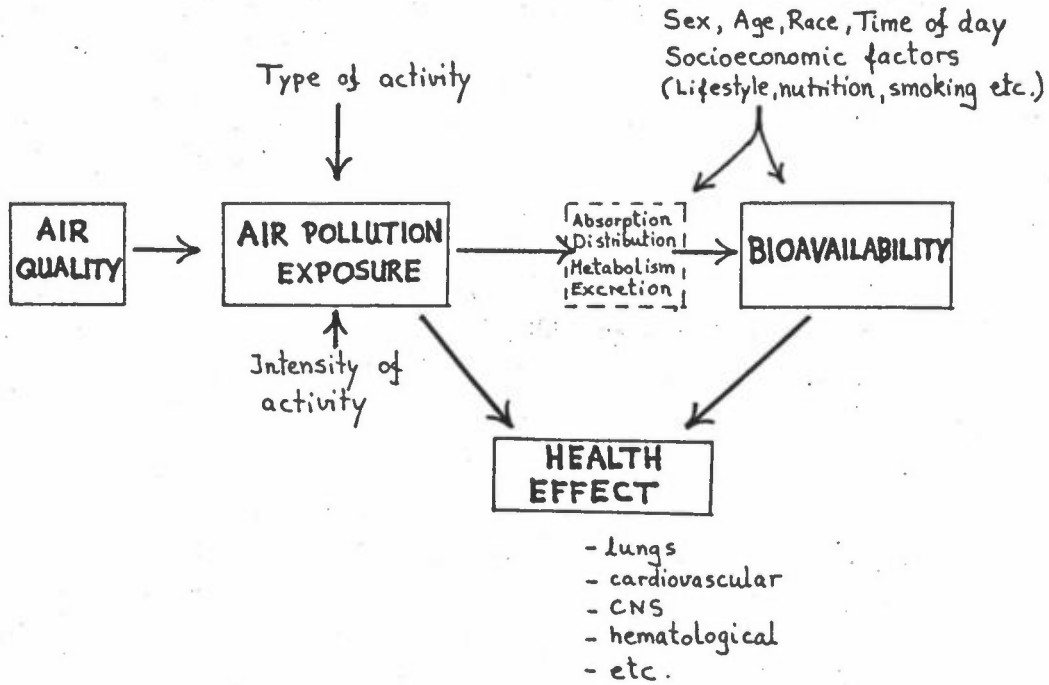 Sex, Age, Race, Time of day
Socioeconomic factors
(Lifestyle, nutrition, smoking etc.)
Type of activity
AIR
QUALITY
AIR POLLUTION
EXPOSURE
Absorption
Distribution
Metabolism
Excretion
BIOAVAILABILITY
Intensity of
activity
HEALTH
EFFECT
- lungs
- cardiovascular
- CNS
- hematological
- etc.